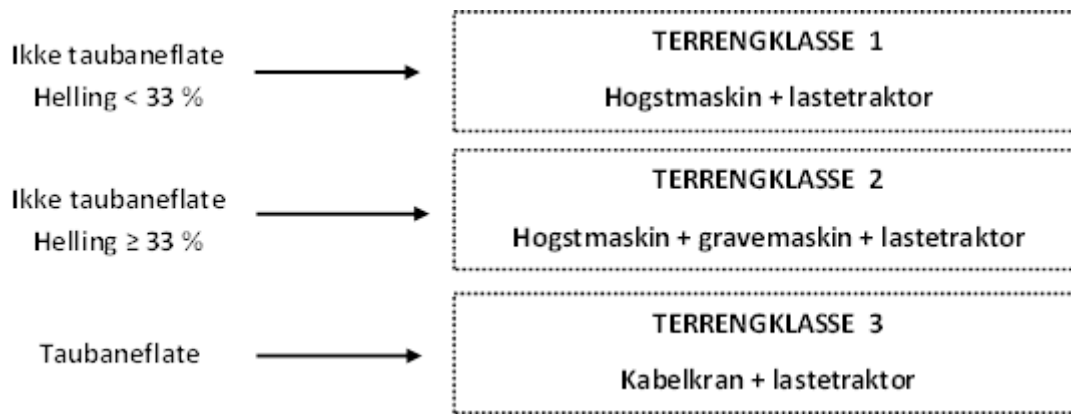 Ikke taubaneflate
Helling < 33 %
TERRENGKLASSE 1
Hogstmaskin + lastetraktor
Ikke taubaneflate
Helling ≥ 33 %
TERRENGKLASSE 2
Hogstmaskin + gravemaskin + lastetraktor
Taubaneflate
TERRENGKLASSE 3
Kabelkran + lastetraktor